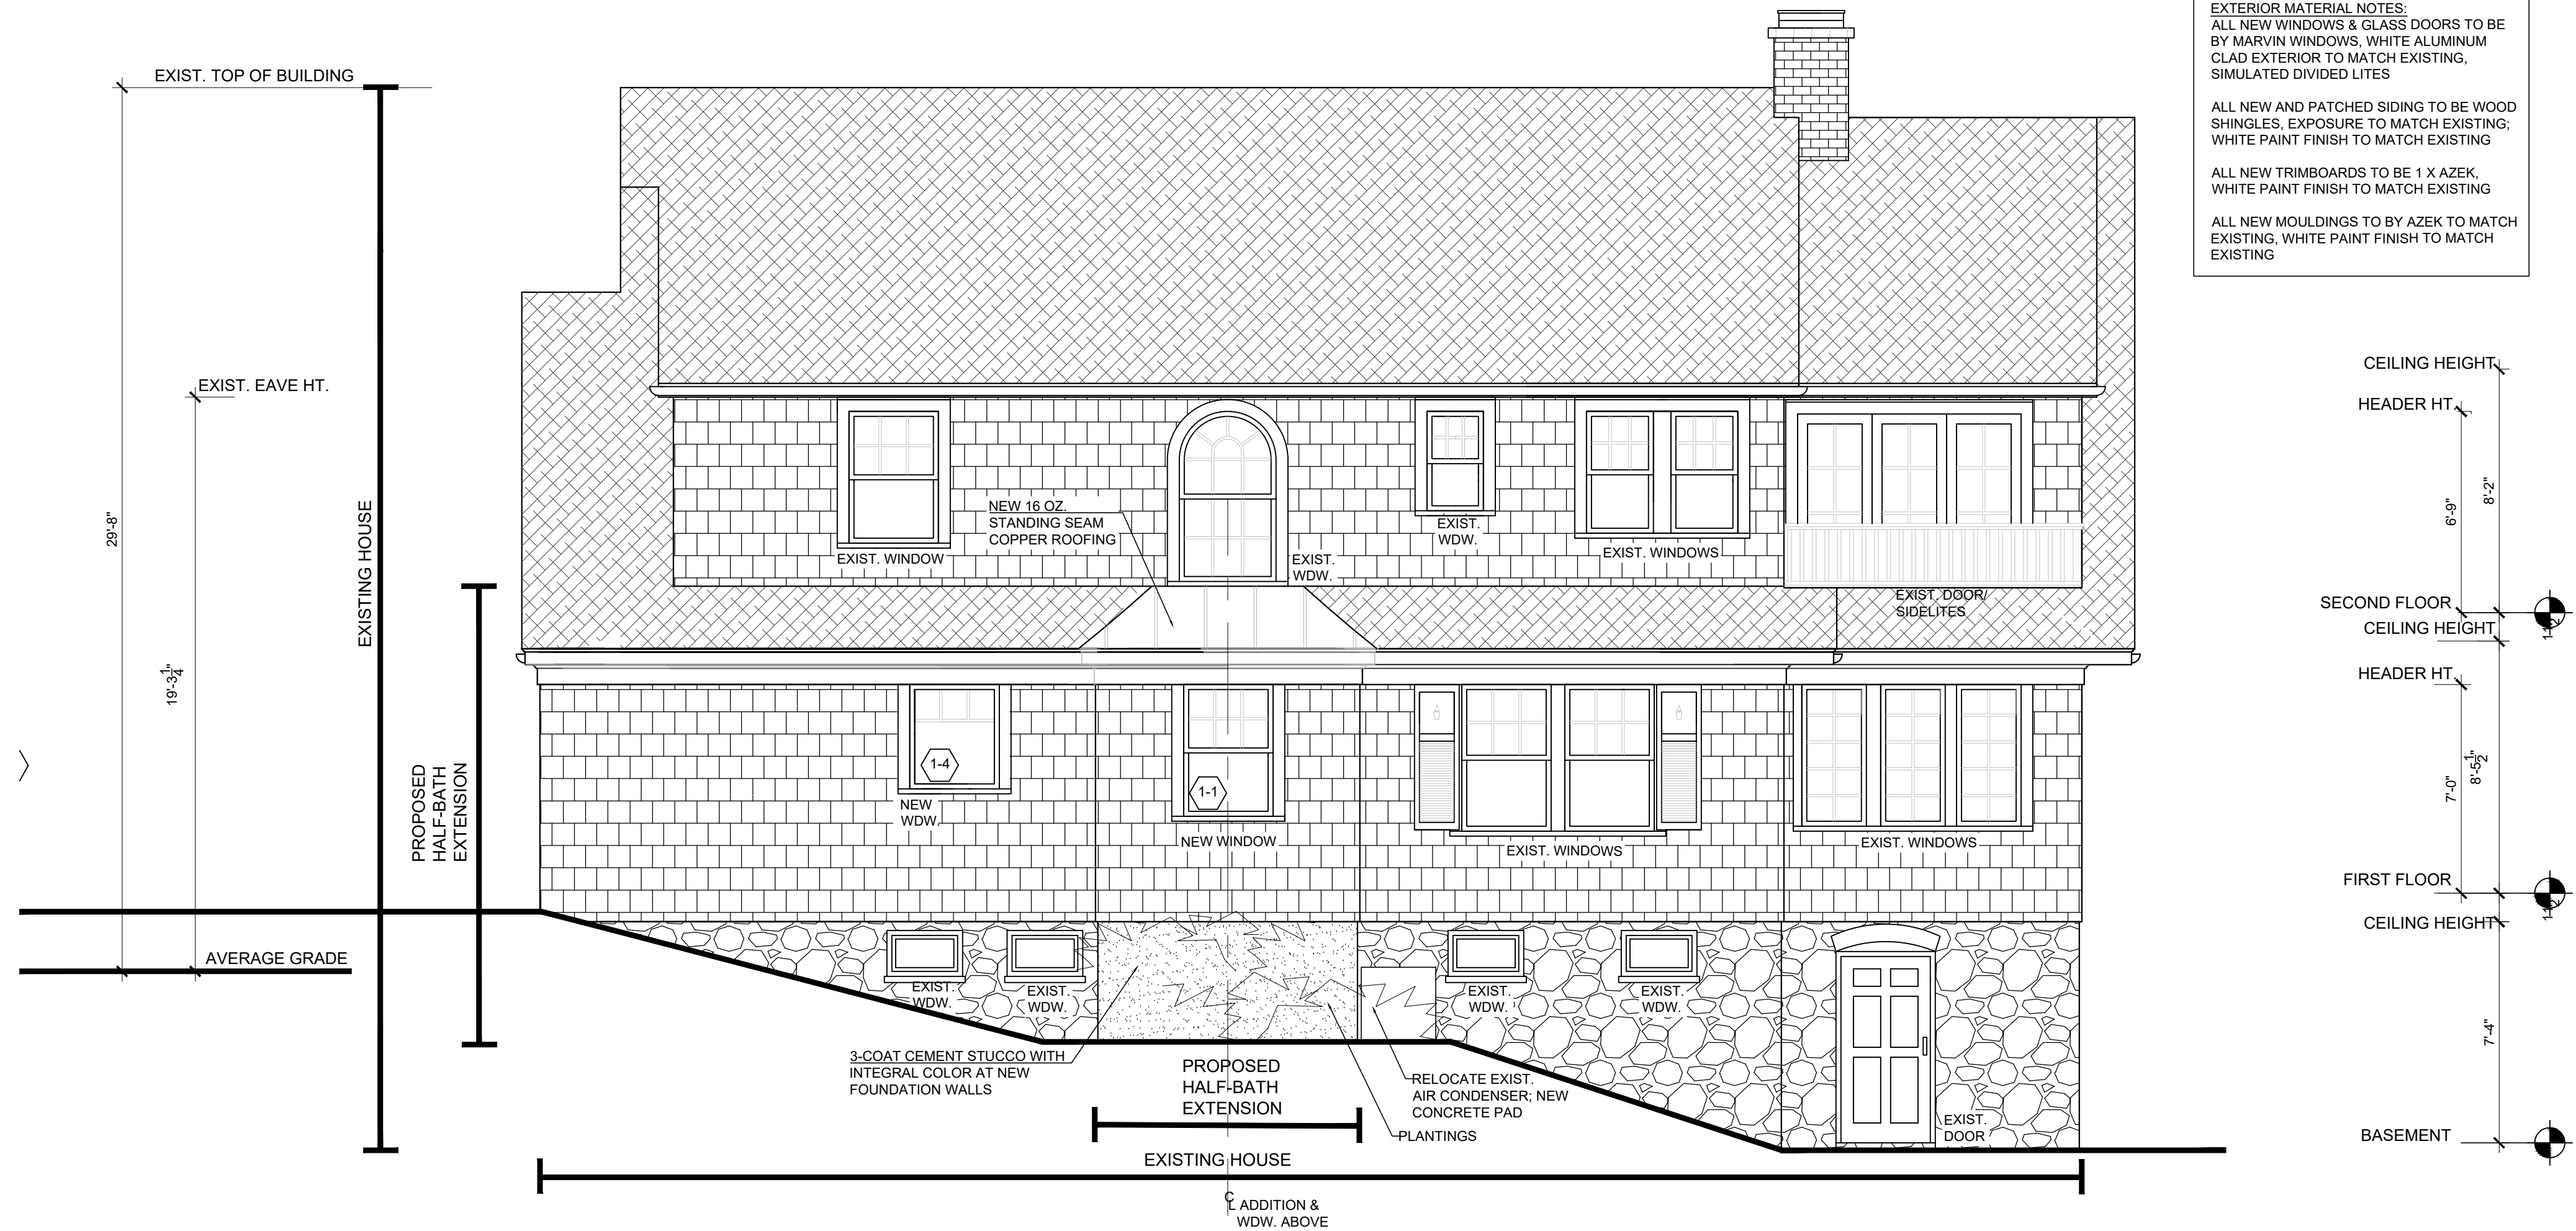 EXTERIOR MATERIAL NOTES:
ALL NEW WINDOWS & GLASS DOORS TO BE
BY MARVIN WINDOWS, WHITE ALUMINUM
CLAD EXTERIOR TO MATCH EXISTING,
SIMULATED DIVIDED LITES
ALL NEW AND PATCHED SIDING TO BE WOOD
SHINGLES, EXPOSURE TO MATCH EXISTING;
WHITE PAINT FINISH TO MATCH EXISTING
ALL NEW TRIMBOARDS TO BE 1 X AZEK,
WHITE PAINT FINISH TO MATCH EXISTING
ALL NEW MOULDINGS TO BY AZEK TO MATCH
EXISTING, WHITE PAINT FINISH TO MATCH
EXISTING
EXIST. TOP OF BUILDING
EXIST. EAVE HT.
29'-8"
19'-3 1/4"
EXISTING HOUSE
PROPOSED
HALF-BATH
EXTENSION
AVERAGE GRADE
EXIST. WINDOW
NEW 16 OZ.
STANDING SEAM
COPPER ROOFING
EXIST.
WDW.
EXIST.
WDW.
EXIST. WINDOWS
EXIST. DOOR/
SIDELITES
1-4
NEW
WDW.
1-1
NEW WINDOW
EXIST. WINDOWS
EXIST. WINDOWS
EXIST.
WDW.
EXIST.
WDW.
EXIST.
WDW.
EXIST.
WDW.
EXIST.
DOOR
3-COAT CEMENT STUCCO WITH
INTEGRAL COLOR AT NEW
FOUNDATION WALLS
PROPOSED
HALF-BATH
EXTENSION
RELOCATE EXIST.
AIR CONDENSER; NEW
CONCRETE PAD
PLANTINGS
EXISTING HOUSE
CL ADDITION &
WDW. ABOVE
CEILING HEIGHT
HEADER HT.
6'-9"
8'-2"
SECOND FLOOR
CEILING HEIGHT
HEADER HT.
7'-0"
8'-5 1/2"
FIRST FLOOR
CEILING HEIGHT
7'-4"
BASEMENT